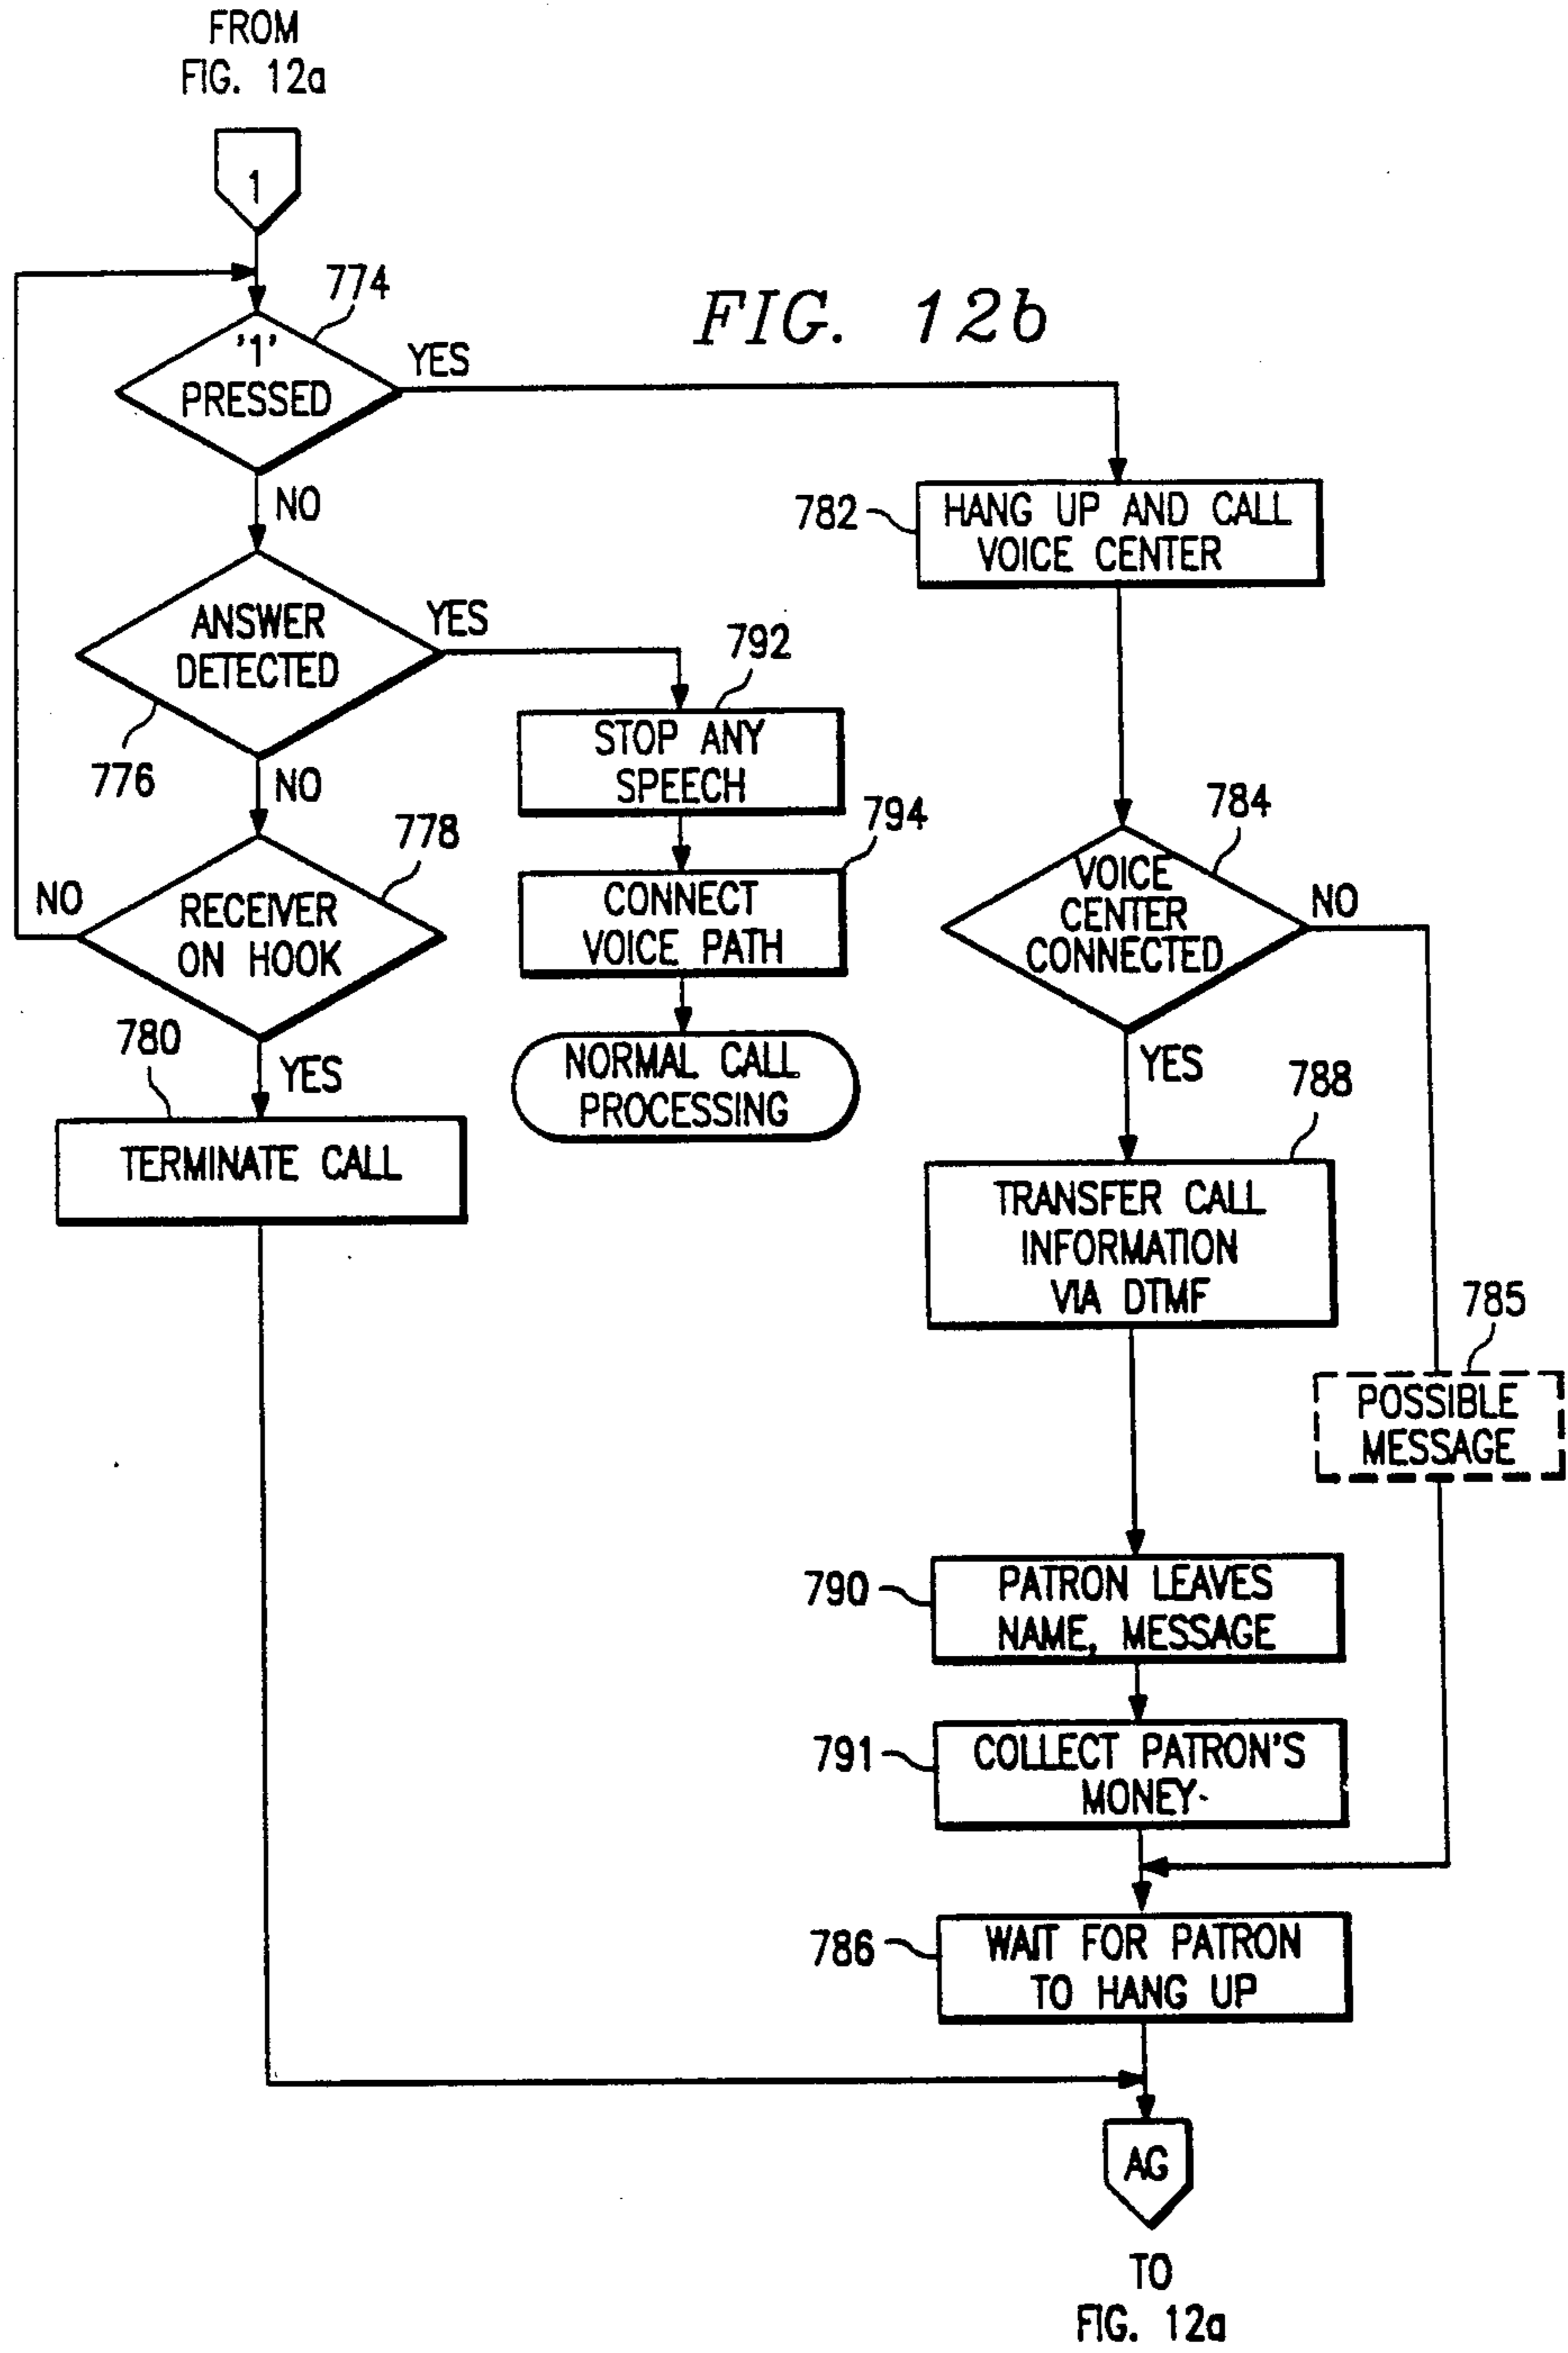 FROM
FIG. 12a
1
774
FIG. 12b
'1'
PRESSED
YES
NO
782
HANG UP AND CALL
VOICE CENTER
ANSWER
DETECTED
YES
776
NO
792
STOP ANY
SPEECH
778
RECEIVER
ON HOOK
NO
YES
794
CONNECT
VOICE PATH
NORMAL CALL
PROCESSING
784
VOICE
CENTER
CONNECTED
NO
YES
780
TERMINATE CALL
788
TRANSFER CALL
INFORMATION
VIA DTMF
785
POSSIBLE
MESSAGE
790
PATRON LEAVES
NAME, MESSAGE
791
COLLECT PATRON'S
MONEY
786
WAIT FOR PATRON
TO HANG UP
AG
TO
FIG. 12a